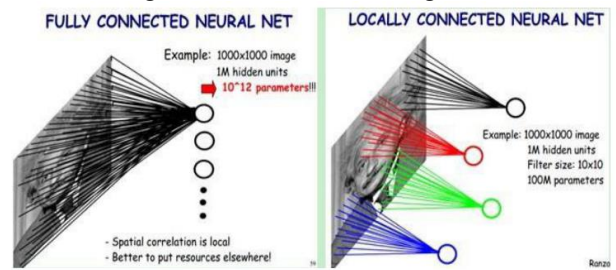 FULLY CONNECTED NEURAL NET
Example: 1000x1000 image
1M hidden units
10^12 parameters!!!
- Spatial correlation is local
- Better to put resources elsewhere!
LOCALLY CONNECTED NEURAL NET
Example: 1000x1000 image
1M hidden units
Filter size: 10x10
100M parameters
Ranzo